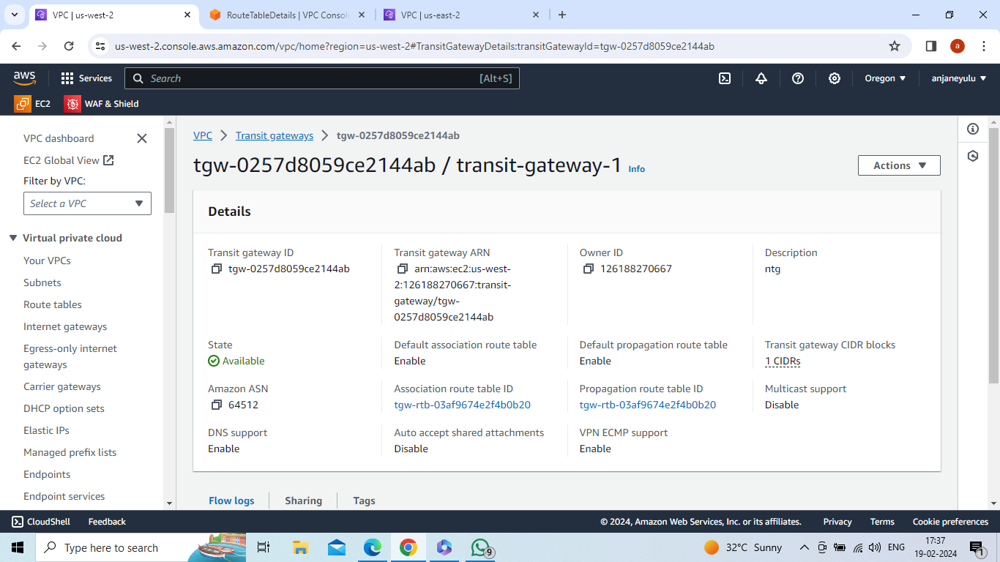 VPC | us-west-2
RouteTableDetails | VPC Conso
VPC | us-east-2
us-west-2.console.aws.amazon.com/vpc/home?region=us-west-2#TransitGatewayDetails:transitGatewayId=tgw-0257d8059ce2144ab
a
aws
Services
Search
[Alt+S]
Oregon
anjaneyulu
EC2
WAF & Shield
VPC dashboard
EC2 Global View
Filter by VPC:
Select a VPC
Virtual private cloud
Your VPCs
Subnets
Route tables
Internet gateways
Egress-only internet
gateways
Carrier gateways
DHCP option sets
Elastic IPs
Managed prefix lists
Endpoints
Endpoint services
VPC
Transit gateways
tgw-0257d8059ce2144ab
tgw-0257d8059ce2144ab / transit-gateway-1 Info
Actions
Details
Transit gateway ID
tgw-0257d8059ce2144ab
Transit gateway ARN
arn:aws:ec2:us-west-
2:126188270667:transit-
gateway/tgw-
0257d8059ce2144ab
Owner ID
126188270667
Description
ntg
State
Available
Default association route table
Enable
Default propagation route table
Enable
Transit gateway CIDR blocks
1 CIDRs
Amazon ASN
64512
Association route table ID
tgw-rtb-03af9674e2f4b0b20
Propagation route table ID
tgw-rtb-03af9674e2f4b0b20
Multicast support
Disable
DNS support
Enable
Auto accept shared attachments
Disable
VPN ECMP support
Enable
Flow logs
Sharing
Tags
CloudShell
Feedback
© 2024, Amazon Web Services, Inc. or its affiliates.
Privacy
Terms
Cookie preferences
Type here to search
9
32°C Sunny
ENG
17:37
19-02-2024
1